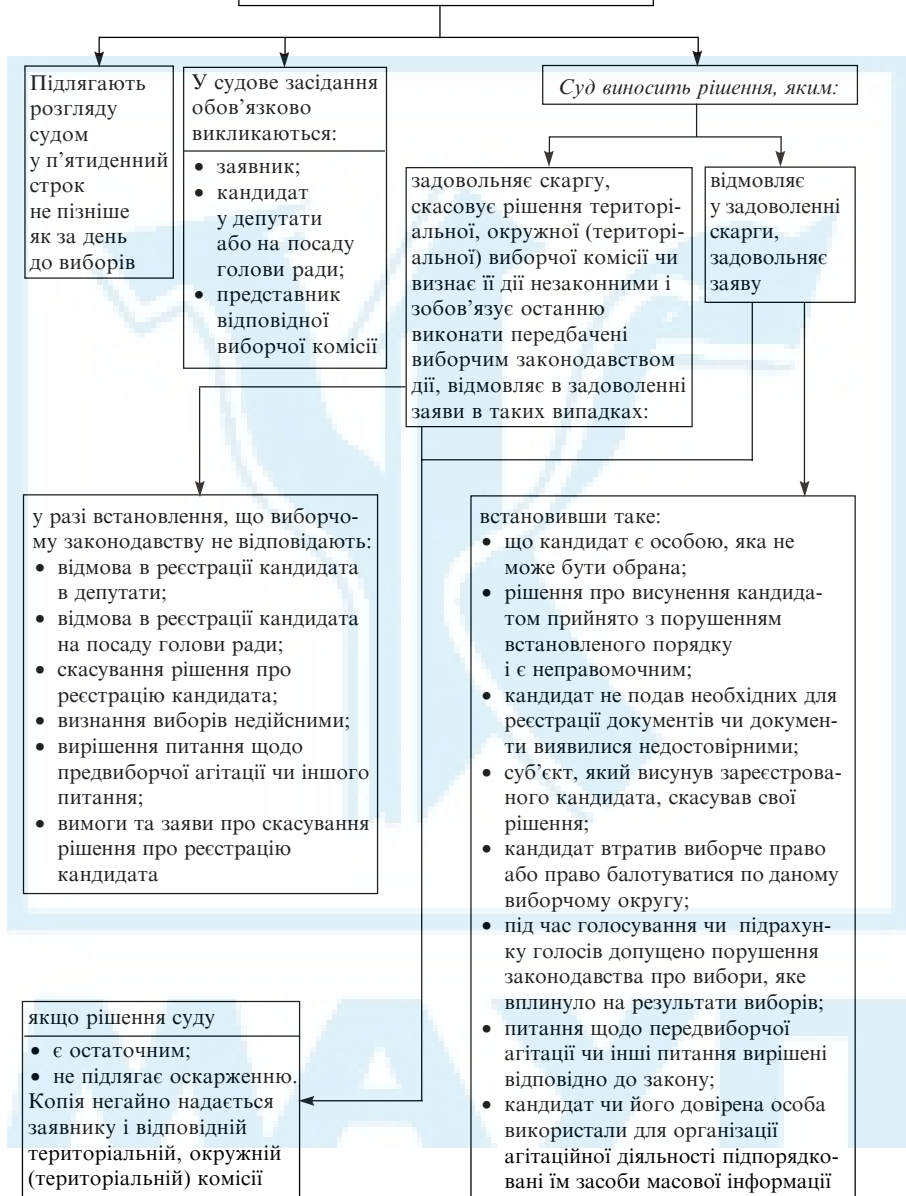 Підлягають
розгляду
судом
у п’ятиденний
строк
не пізніше
як за день
до виборів
У судове засідання
обов’язково
викликаються:
• заявник;
• кандидат
у депутати
або на посаду
голови ради;
• представник
відповідної
виборчої комісії
Суд виносить рішення, яким:
задовольняє скаргу,
скасовує рішення територі-
альної, окружної (територі-
альної) виборчої комісії чи
визнає її дії незаконними і
зобов’язує останню
виконати передбачені
виборчим законодавством
дії, відмовляє в задоволенні
заяви в таких випадках:
відмовляє
у задоволенні
скарги,
задовольняє
заяву
у разі встановлення, що виборчо-
му законодавству не відповідають:
• відмова в реєстрації кандидата
в депутати;
• відмова в реєстрації кандидата
на посаду голови ради;
• скасування рішення про
реєстрацію кандидата;
• визнання виборів недійсними;
• вирішення питання щодо
предвиборчої агітації чи іншого
питання;
• вимоги та заяви про скасування
рішення про реєстрацію
кандидата
встановивши таке:
• що кандидат є особою, яка не
може бути обрана;
• рішення про висунення кандида-
том прийнято з порушенням
встановленого порядку
і є неправомочним;
• кандидат не подав необхідних для
реєстрації документів чи докумен-
ти виявилися недостовірними;
• суб’єкт, який висунув зареєстрова-
ного кандидата, скасував свої
рішення;
• кандидат втратив виборче право
або право балотуватися по даному
виборчому округу;
• під час голосування чи підрахун-
ку голосів допущено порушення
законодавства про вибори, яке
вплинуло на результати виборів;
• питання щодо передвиборчої
агітації чи інші питання вирішені
відповідно до закону;
• кандидат чи його довірена особа
використали для організації
агітаційної діяльності підпорядко-
вані їм засоби масової інформації
якщо рішення суду
• є остаточним;
• не підлягає оскарженню.
Копія негайно надається
заявнику і відповідній
територіальній, окружній
(територіальній) комісії
МАУП